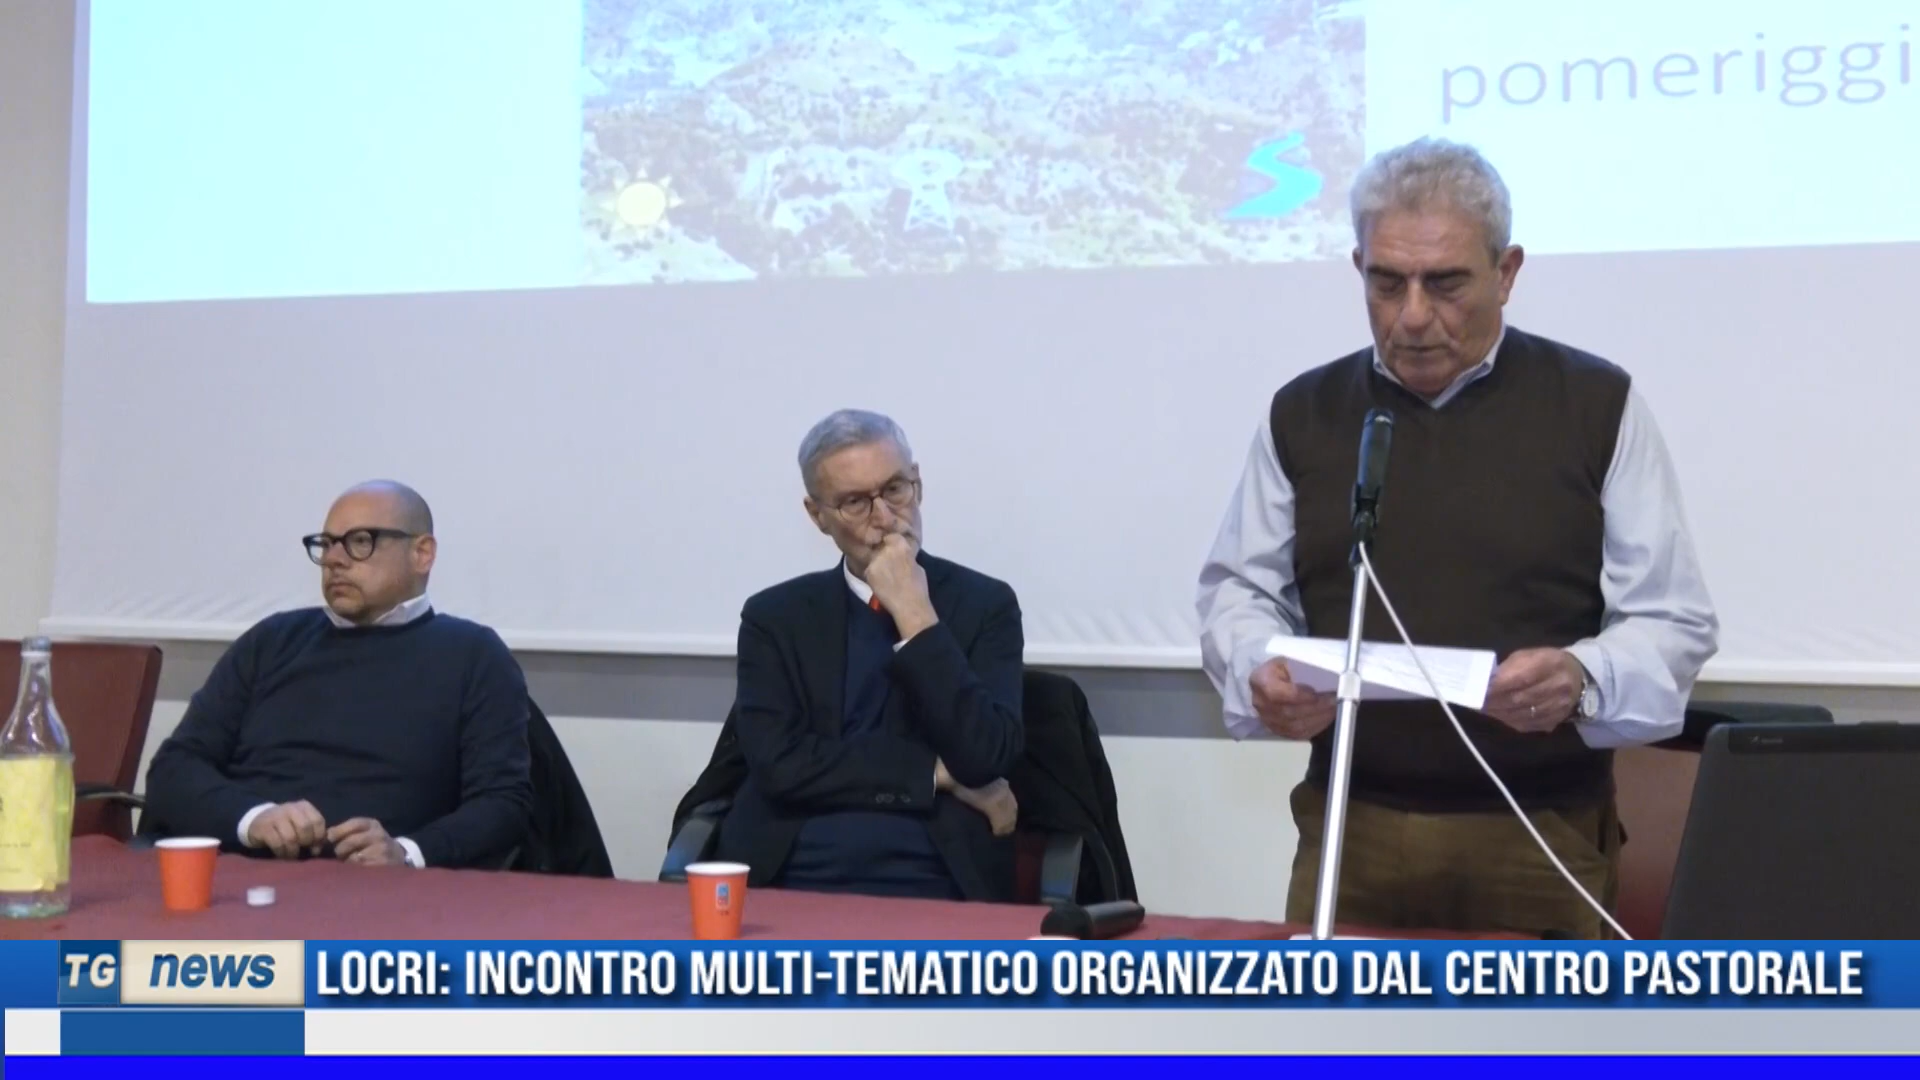 pomeriggi
TG news
LOCRI: INCONTRO MULTI-TEMATICO ORGANIZZATO DAL CENTRO PASTORALE